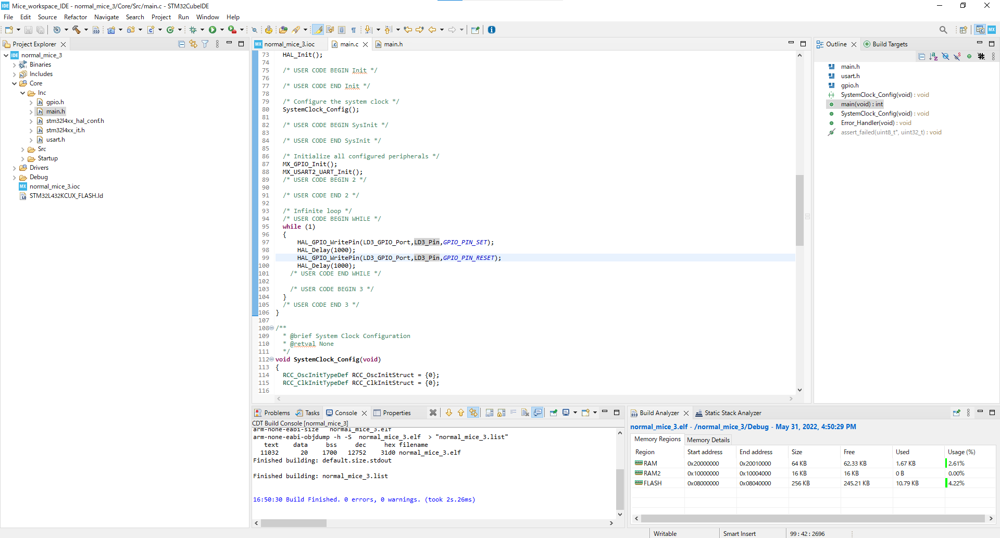 IDE Mice_workspace_IDE - normal_mice_3/Core/Src/main.c - STM32CubeIDE
File Edit Source Refactor Navigate Search Project Run Window Help
Project Explorer
IDE normal_mice_3
Binaries
Includes
Core
Inc
gpio.h
main.h
stm32l4xx_hal_conf.h
stm32l4xx_it.h
usart.h
Src
Startup
Drivers
Debug
MX normal_mice_3.ioc
STM32L432KCUX_FLASH.ld
MX normal_mice_3.ioc main.c main.h
73 HAL_Init();
74
75 /* USER CODE BEGIN Init */
76
77 /* USER CODE END Init */
78
79 /* Configure the system clock */
80 SystemClock_Config();
81
82 /* USER CODE BEGIN SysInit */
83
84 /* USER CODE END SysInit */
85
86 /* Initialize all configured peripherals */
87 MX_GPIO_Init();
88 MX_USART2_UART_Init();
89 /* USER CODE BEGIN 2 */
90
91 /* USER CODE END 2 */
92
93 /* Infinite loop */
94 /* USER CODE BEGIN WHILE */
95 while (1)
96 {
97 HAL_GPIO_WritePin(LD3_GPIO_Port,LD3_Pin,GPIO_PIN_SET);
98 HAL_Delay(1000);
99 HAL_GPIO_WritePin(LD3_GPIO_Port,LD3_Pin,GPIO_PIN_RESET);
100 HAL_Delay(1000);
101 /* USER CODE END WHILE */
102
103 /* USER CODE BEGIN 3 */
104 }
105 /* USER CODE END 3 */
106 }
107
108 /**
109 * @brief System Clock Configuration
110 * @retval None
111 */
112 void SystemClock_Config(void)
113 {
114 RCC_OscInitTypeDef RCC_OscInitStruct = {0};
115 RCC_ClkInitTypeDef RCC_ClkInitStruct = {0};
116
Outline Build Targets
main.h
usart.h
gpio.h
SystemClock_Config(void) : void
main(void) : int
SystemClock_Config(void) : void
Error_Handler(void) : void
assert_failed(uint8_t*, uint32_t) : void
Problems Tasks Console Properties
CDT Build Console [normal_mice_3]
arm-none-eabi-size normal_mice_3.elf
arm-none-eabi-objdump -h -S normal_mice_3.elf > "normal_mice_3.list"
text data bss dec hex filename
11032 20 1700 12752 31d0 normal_mice_3.elf
Finished building: default.size.stdout
Finished building: normal_mice_3.list
16:50:30 Build Finished. 0 errors, 0 warnings. (took 2s.26ms)
Build Analyzer Static Stack Analyzer
normal_mice_3.elf - /normal_mice_3/Debug - May 31, 2022, 4:50:29 PM
Memory Regions Memory Details
Region Start address End address Size Free Used Usage (%)
RAM 0x20000000 0x20010000 64 KB 62.33 KB 1.67 KB 2.61%
RAM2 0x10000000 0x10004000 16 KB 16 KB 0 B 0.00%
FLASH 0x08000000 0x08040000 256 KB 245.21 KB 10.79 KB 4.22%
Writable Smart Insert 99 : 42 : 2696